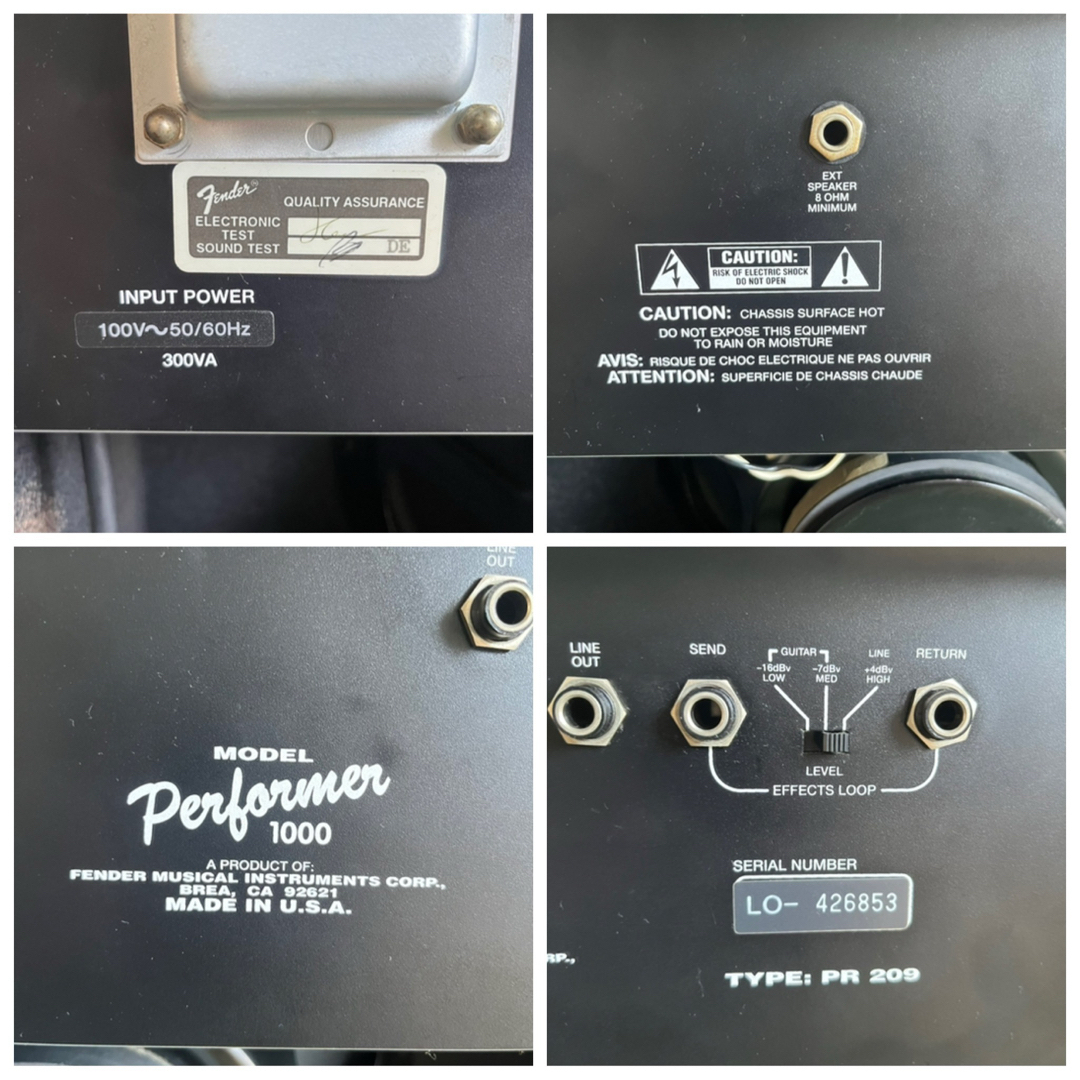 Fender
QUALITY ASSURANCE
ELECTRONIC
TEST
SOUND TEST
DE
INPUT POWER
100V~50/60Hz
300VA
EXT
SPEAKER
8 OHM
MINIMUM
CAUTION:
RISK OF ELECTRIC SHOCK
DO NOT OPEN
CAUTION: CHASSIS SURFACE HOT
DO NOT EXPOSE THIS EQUIPMENT
TO RAIN OR MOISTURE
AVIS: RISQUE DE CHOC ELECTRIQUE NE PAS OUVRIR
ATTENTION: SUPERFICIE DE CHASSIS CHAUDE
LINE
OUT
MODEL
Performer
1000
A PRODUCT OF:
FENDER MUSICAL INSTRUMENTS CORP.,
BREA, CA 92621
MADE IN U.S.A.
LINE
OUT
SEND
GUITAR
LINE
RETURN
-16dBv
-7dBv
+4dBv
LOW
MED
HIGH
LEVEL
EFFECTS LOOP
SERIAL NUMBER
LO- 426853
RP.,
TYPE: PR 209